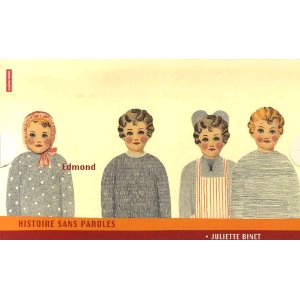 Edmond
HISTOIRE SANS PAROLES
• JULIETTE BINET